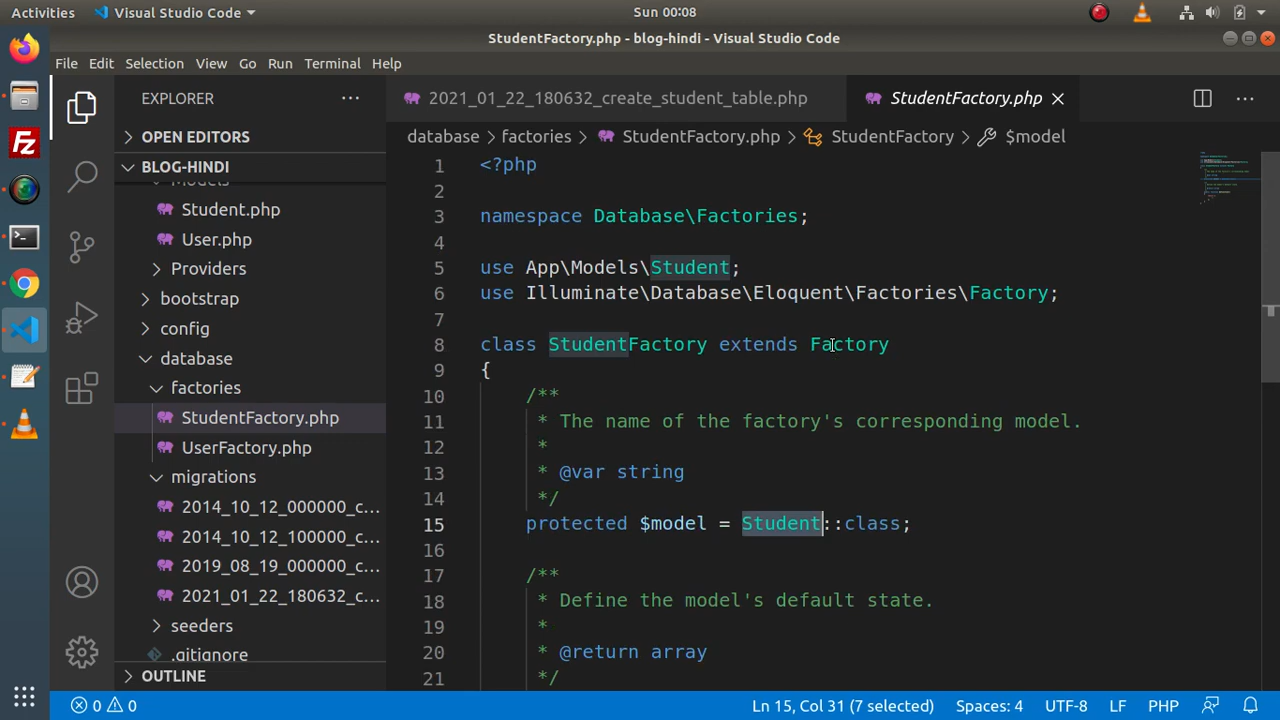 Activities
Visual Studio Code
Sun 00:08
StudentFactory.php - blog-hindi - Visual Studio Code
File Edit Selection View Go Run Terminal Help
EXPLORER
OPEN EDITORS
BLOG-HINDI
Models
Student.php
User.php
Providers
bootstrap
config
database
factories
StudentFactory.php
UserFactory.php
migrations
2014_10_12_000000_c...
2014_10_12_100000_c...
2019_08_19_000000_c...
2021_01_22_180632_c...
seeders
.gitignore
OUTLINE
2021_01_22_180632_create_student_table.php
StudentFactory.php
database > factories > StudentFactory.php > StudentFactory > $model
1 <?php
2
3 namespace Database\Factories;
4
5 use App\Models\Student;
6 use Illuminate\Database\Eloquent\Factories\Factory;
7
8 class StudentFactory extends Factory
9 {
10 /**
11 * The name of the factory's corresponding model.
12 *
13 * @var string
14 */
15 protected $model = Student::class;
16
17 /**
18 * Define the model's default state.
19 *
20 * @return array
21 */
0 0
Ln 15, Col 31 (7 selected)
Spaces: 4
UTF-8
LF
PHP